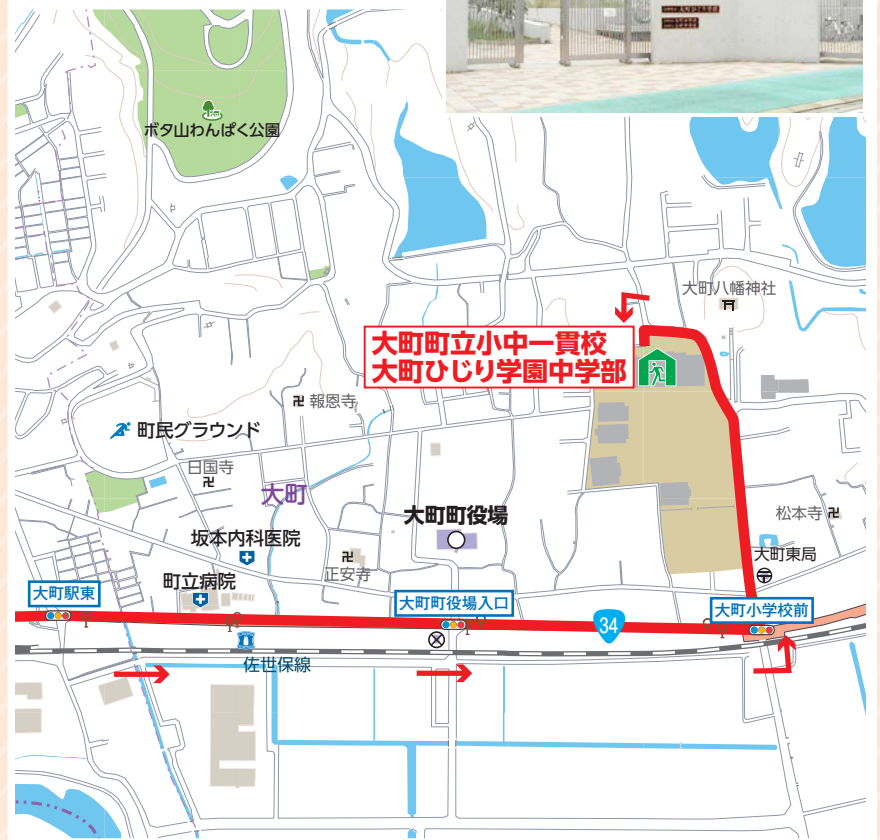 ボタ山わんぱく公園
大町八幡神社
大町町立小中一貫校
大町ひじり学園中学部
卍 報恩寺
町民グラウンド
日国寺
卍
大町
大町町役場
松本寺 卍
坂本内科医院
大町東局
卍
正安寺
町立病院
大町駅東
大町町役場入口
大町小学校前
34
佐世保線